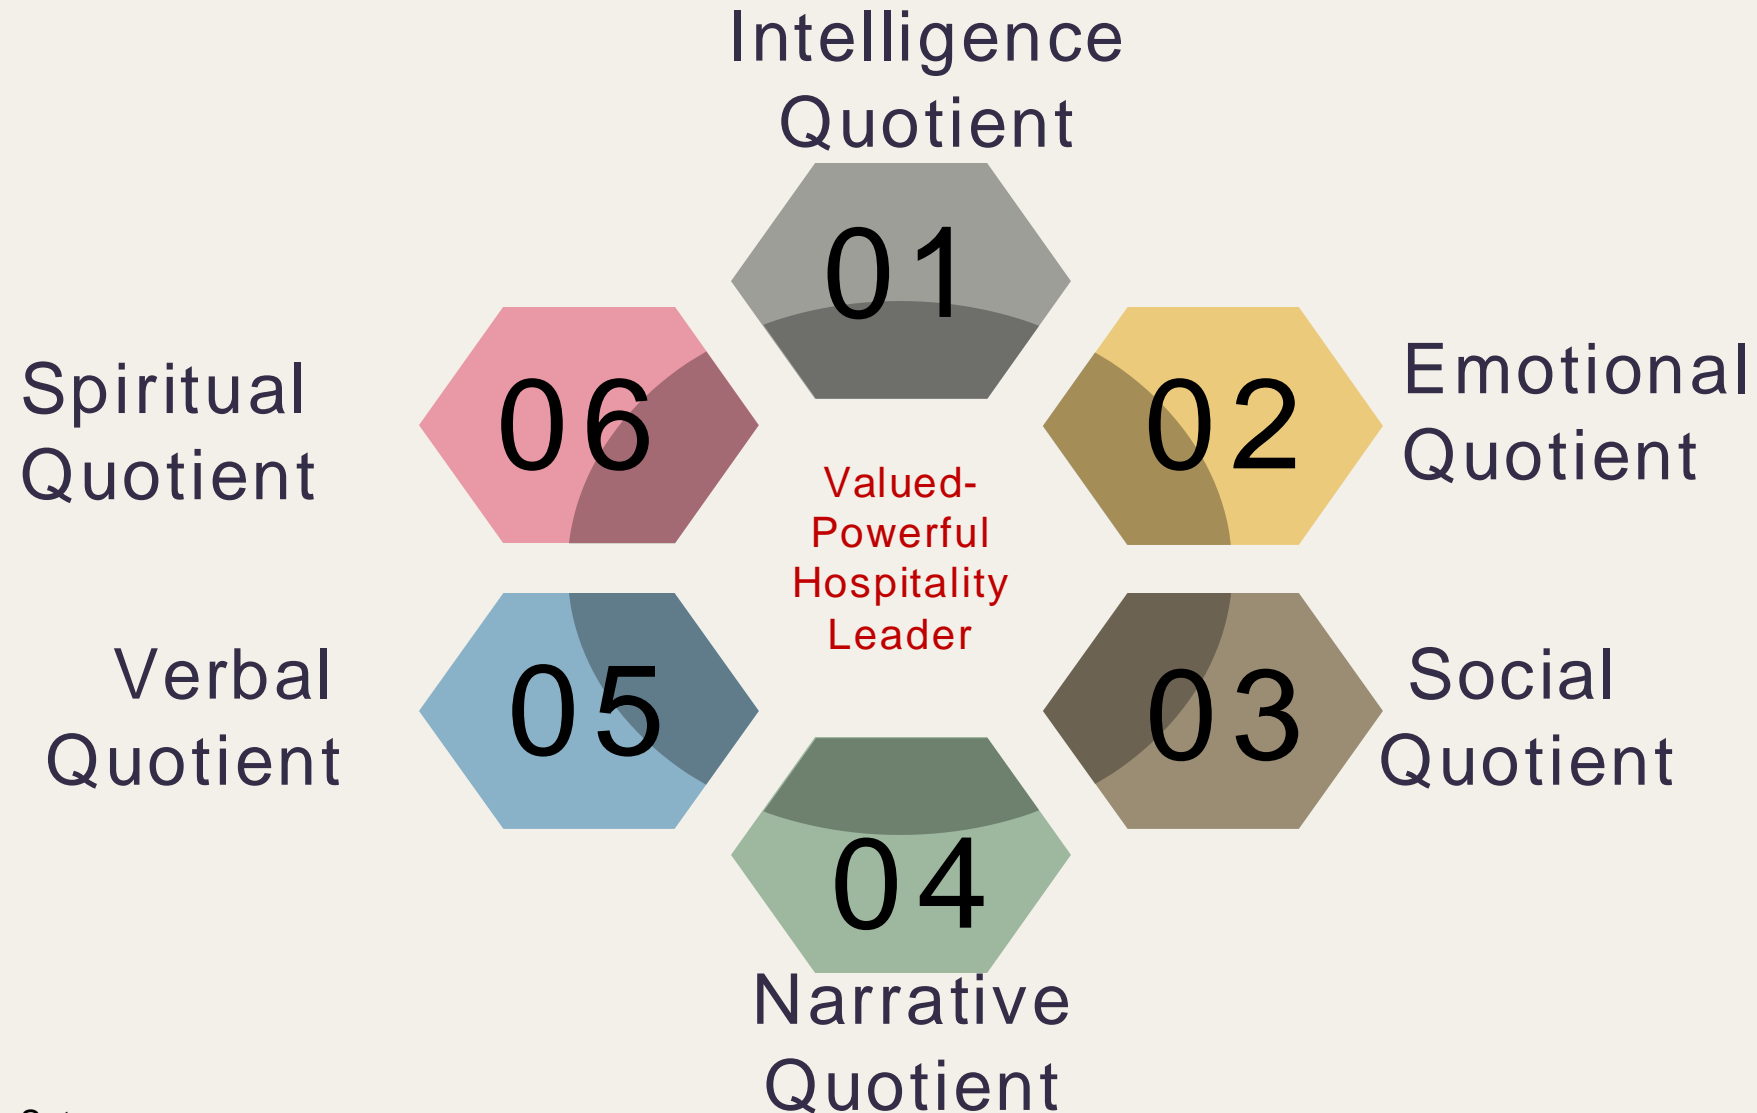 Intelligence
Quotient
01
06
02
Spiritual
Quotient
Emotional
Quotient
Valued-
Powerful
Hospitality
Leader
Verbal
Quotient
05
03
Social
Quotient
04
Narrative
Quotient